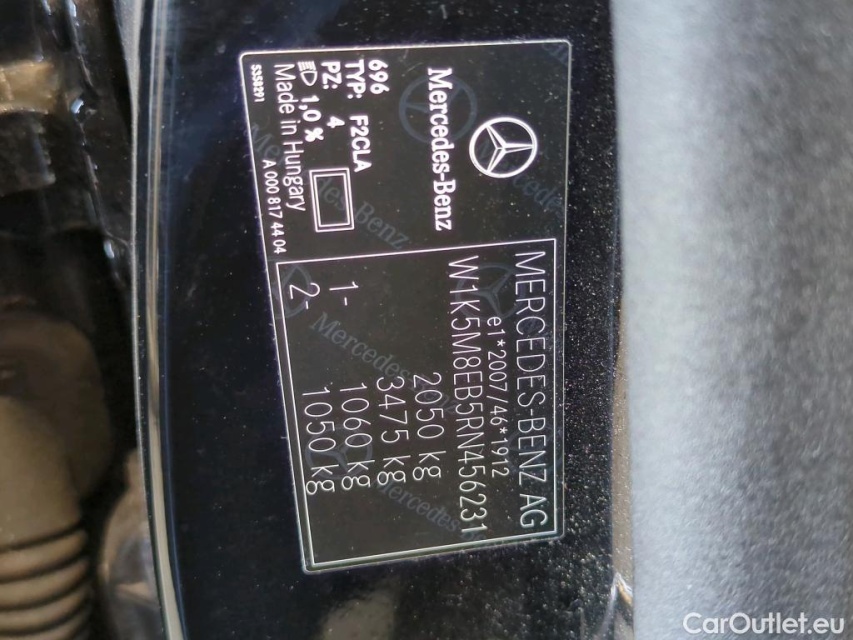 Mercedes-Benz
696
TYP: F2CLA
PZ: 4
1,0 %
Made in Hungary
A 000 817 44 04
S358291
MERCEDES-BENZ AG
e1*2007/46*1912
W1K5M8EB5RN456231
2050 kg
3475 kg
1- 1060 kg
2- 1050 kg
CarOutlet.eu